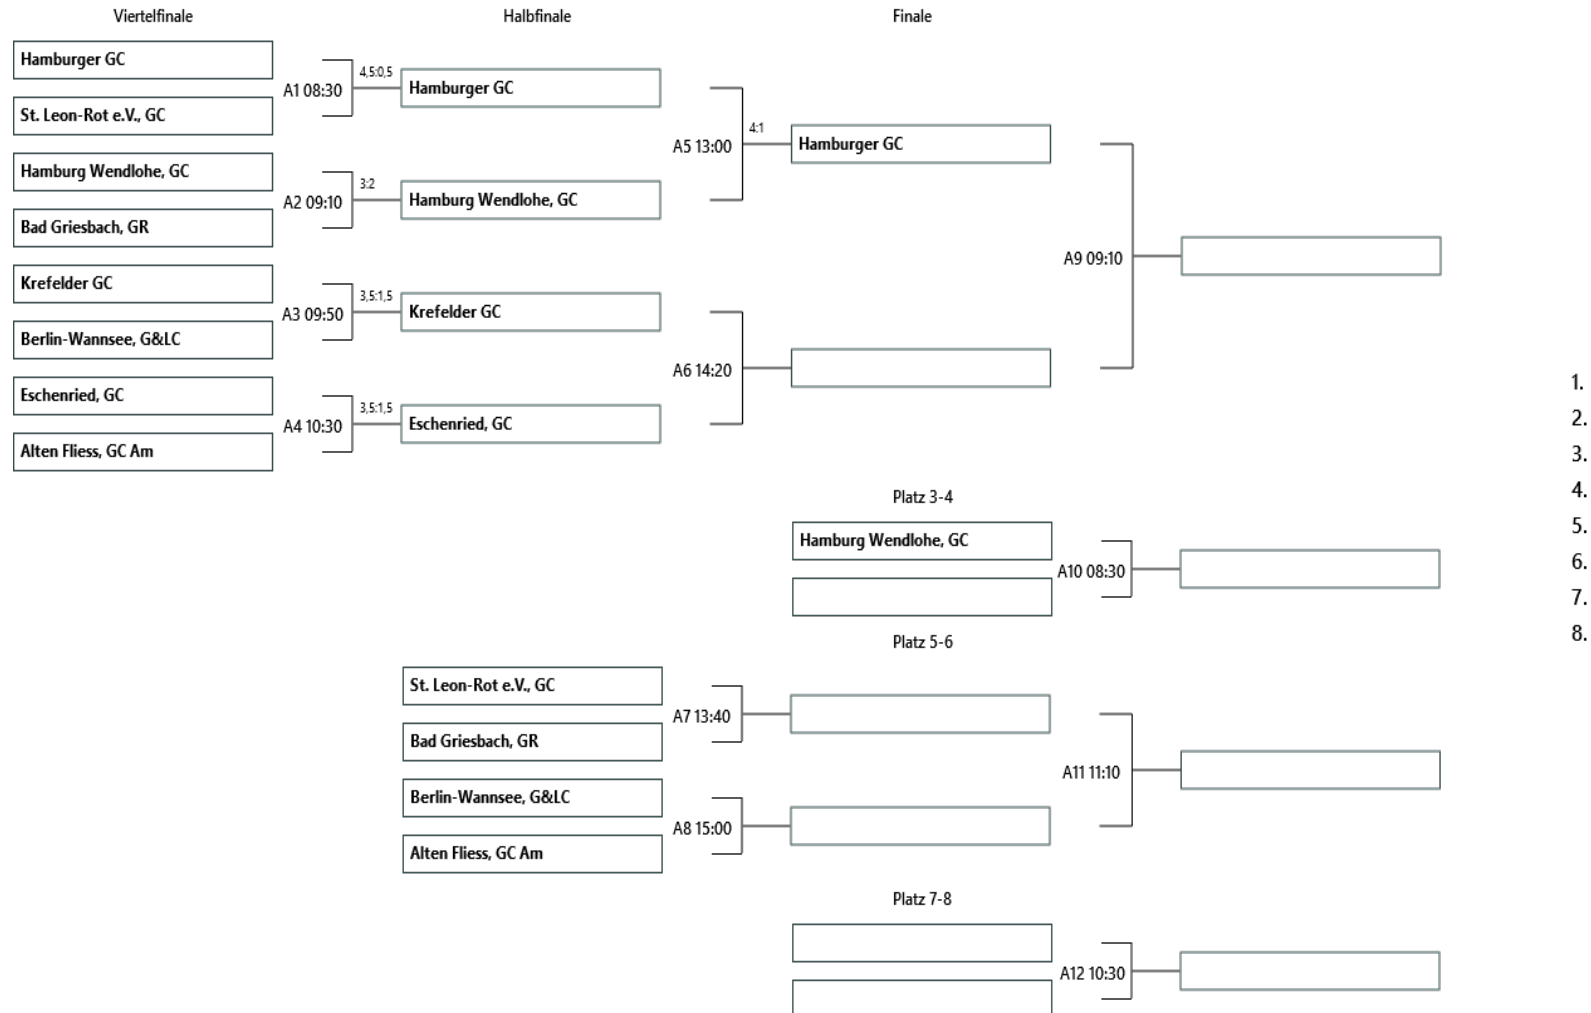 Viertelfinale
Halbfinale
Finale
Hamburger GC
A1 08:30
4,5:0,5
Hamburger GC
St. Leon-Rot e.V., GC
A5 13:00
4:1
Hamburger GC
Hamburg Wendlohe, GC
A2 09:10
3:2
Hamburg Wendlohe, GC
Bad Griesbach, GR
A9 09:10
Krefelder GC
A3 09:50
3,5:1,5
Krefelder GC
Berlin-Wannsee, G&LC
A6 14:20
Eschenried, GC
A4 10:30
3,5:1,5
Eschenried, GC
Alten Fliess, GC Am
1.
2.
3.
4.
5.
6.
7.
8.
Platz 3-4
Hamburg Wendlohe, GC
A10 08:30
Platz 5-6
St. Leon-Rot e.V., GC
A7 13:40
Bad Griesbach, GR
A11 11:10
Berlin-Wannsee, G&LC
A8 15:00
Alten Fliess, GC Am
Platz 7-8
A12 10:30